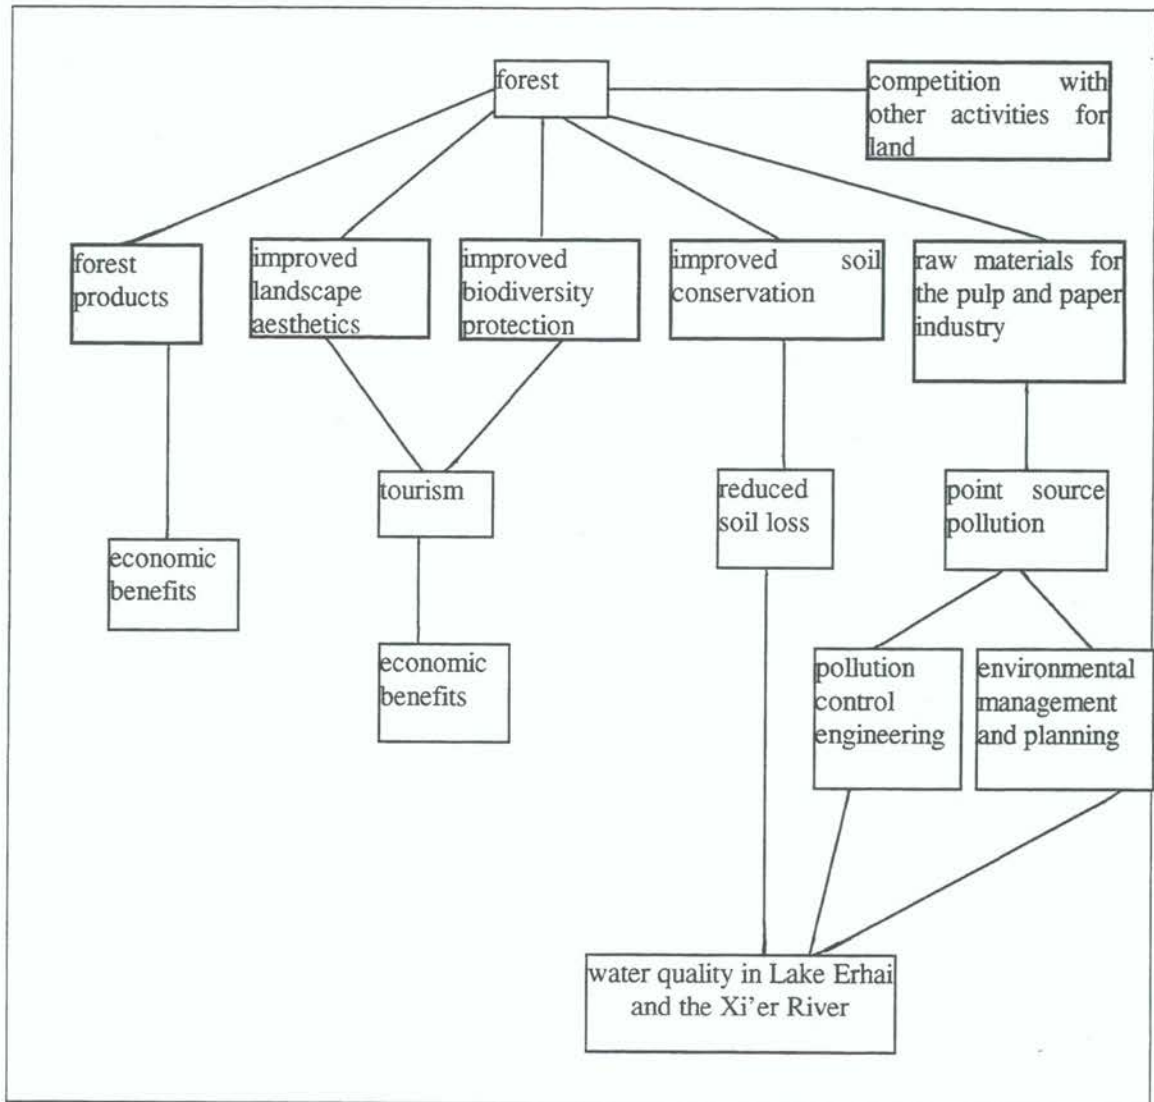 forest
competition with
other activities for
land
forest
products
improved
landscape
aesthetics
improved
biodiversity
protection
improved soil
conservation
raw materials for
the pulp and paper
industry
tourism
reduced
soil loss
point source
pollution
economic
benefits
economic
benefits
pollution
control
engineering
environmental
management
and planning
water quality in Lake Erhai
and the Xi'er River